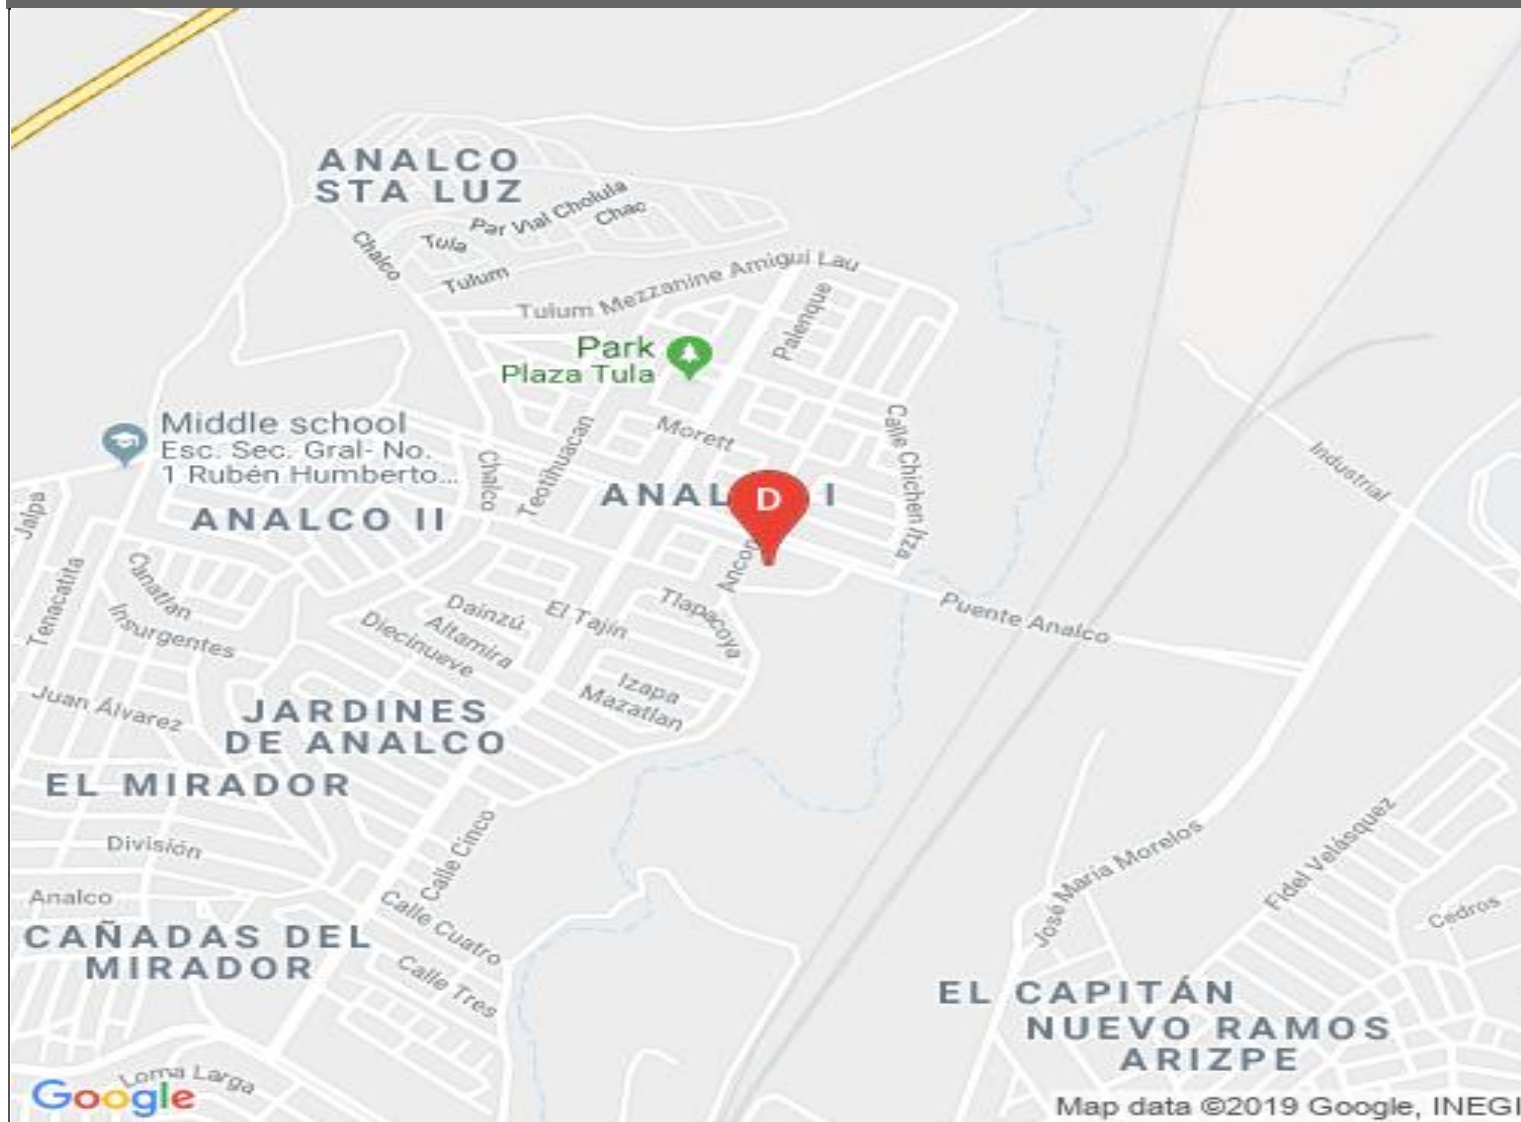 ANALCO
STA LUZ
Par Vial Cholula
Chac
Tula
Chalco
Tulum
Tulum Mezzanine Amigui Lau
Palenque
Park
Plaza Tula
Middle school
Esc. Sec. Gral- No.
1 Rubén Humberto...
Morett
Teotihuacan
Chalco
Calle Chichen Itza
Industrial
Jalpa
ANAL
D
I
ANALCO II
Tenacatita
Canatlan
Insurgentes
Dainzú
Altamira
Diecinueve
El Tajín
Tlapacoya
Puente Analco
Izapa
Mazatlan
Juan Álvarez
JARDINES
DE ANALCO
EL MIRADOR
División
Calle Cinco
José María Morelos
Fidel Velásquez
Cedros
Analco
Calle Cuatro
CAÑADAS DEL
MIRADOR
Calle Tres
EL CAPITÁN
NUEVO RAMOS
ARIZPE
Loma Larga
Google
Map data ©2019 Google, INEGI